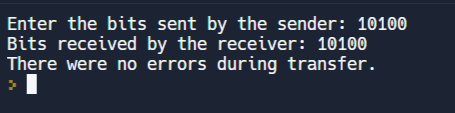 Enter the bits sent by the sender: 10100
Bits received by the receiver: 10100
There were no errors during transfer.
>